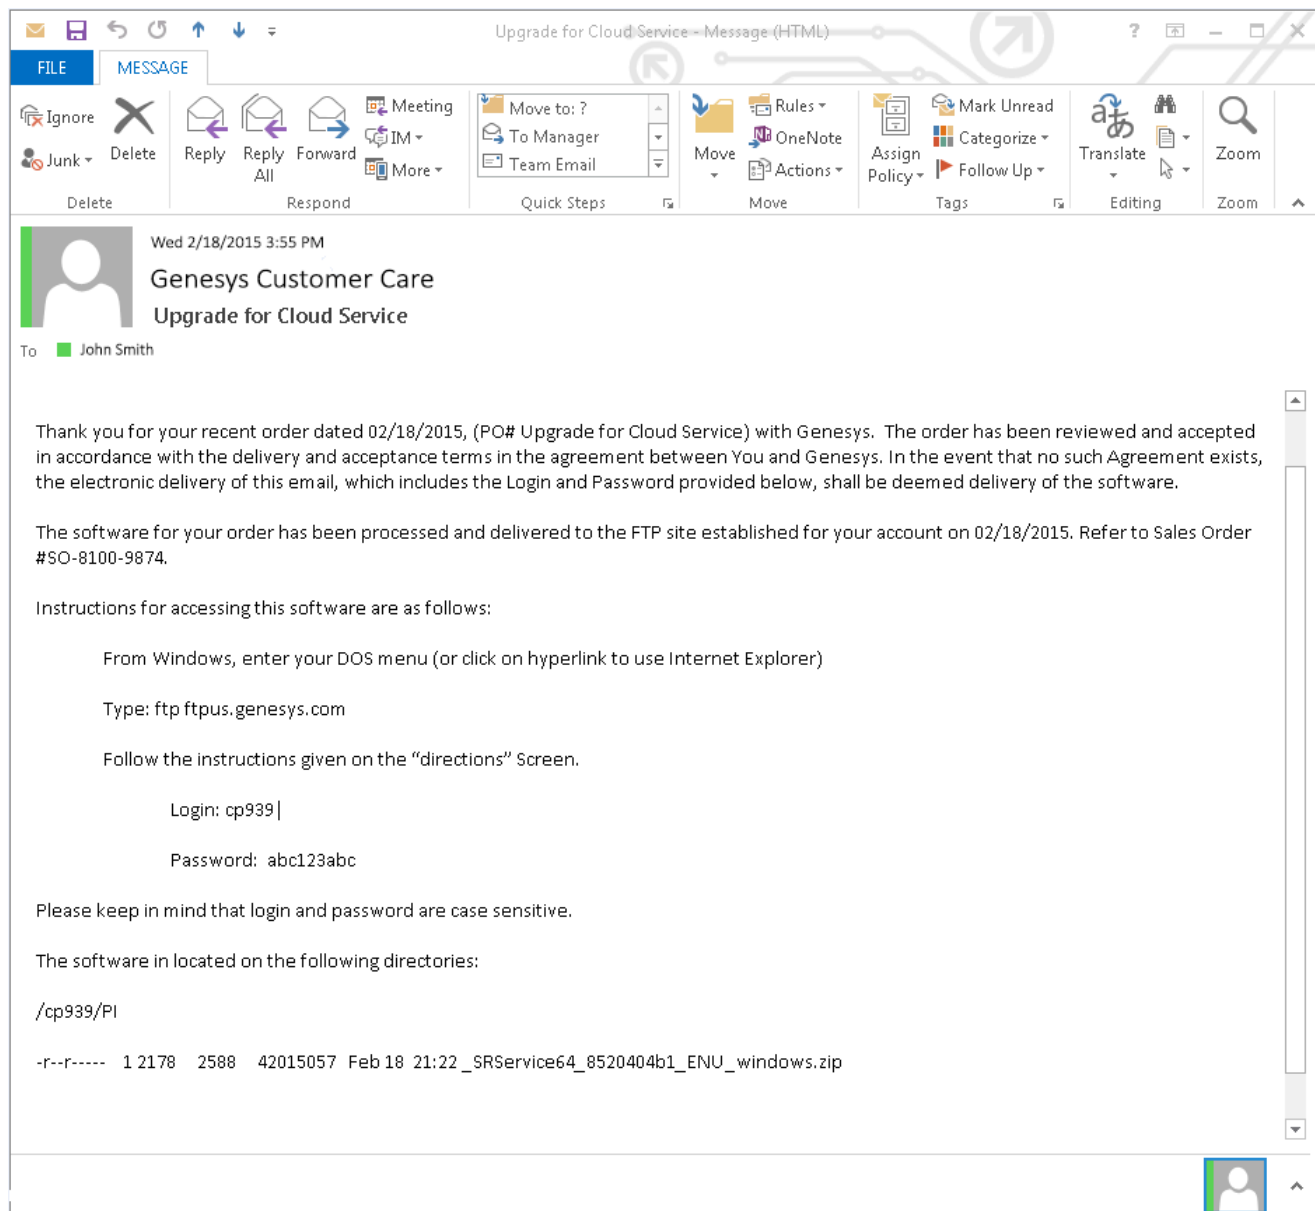 Upgrade for Cloud Service - Message (HTML)
?
FILE MESSAGE
Ignore
Junk
Delete
Reply
Reply All
Forward
Meeting
IM
More
Move to: ?
To Manager
Team Email
Move
Rules
OneNote
Actions
Assign Policy
Mark Unread
Categorize
Follow Up
Translate
Zoom
Delete Respond Quick Steps Move Tags Editing Zoom
Wed 2/18/2015 3:55 PM
Genesys Customer Care
Upgrade for Cloud Service
To John Smith
Thank you for your recent order dated 02/18/2015, (PO# Upgrade for Cloud Service) with Genesys. The order has been reviewed and accepted
in accordance with the delivery and acceptance terms in the agreement between You and Genesys. In the event that no such Agreement exists,
the electronic delivery of this email, which includes the Login and Password provided below, shall be deemed delivery of the software.
The software for your order has been processed and delivered to the FTP site established for your account on 02/18/2015. Refer to Sales Order
#SO-8100-9874.
Instructions for accessing this software are as follows:
From Windows, enter your DOS menu (or click on hyperlink to use Internet Explorer)
Type: ftp ftpus.genesys.com
Follow the instructions given on the “directions” Screen.
Login: cp939
Password: abc123abc
Please keep in mind that login and password are case sensitive.
The software in located on the following directories:
/cp939/PI
-r--r----- 1 2178 2588 42015057 Feb 18 21:22 _SRService64_8520404b1_ENU_windows.zip